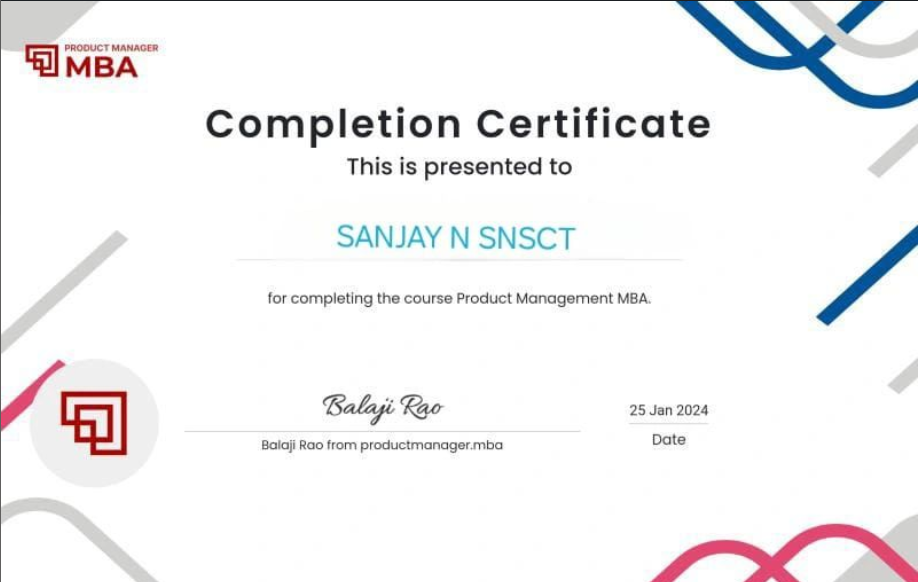 PRODUCT MANAGER
MBA
Completion Certificate
This is presented to
SANJAY N SNSCT
for completing the course Product Management MBA.
Balaji Rao
25 Jan 2024
Balaji Rao from productmanager.mba
Date